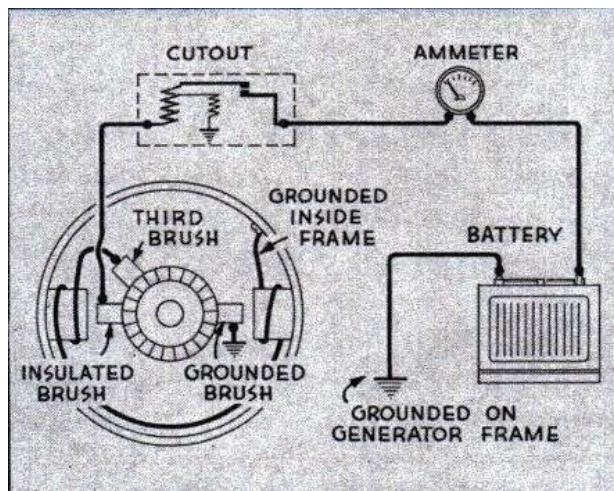 CUTOUT
AMMETER
THIRD
BRUSH
GROUNDED
INSIDE
FRAME
BATTERY
INSULATED
BRUSH
GROUNDED
BRUSH
GROUNDED ON
GENERATOR FRAME